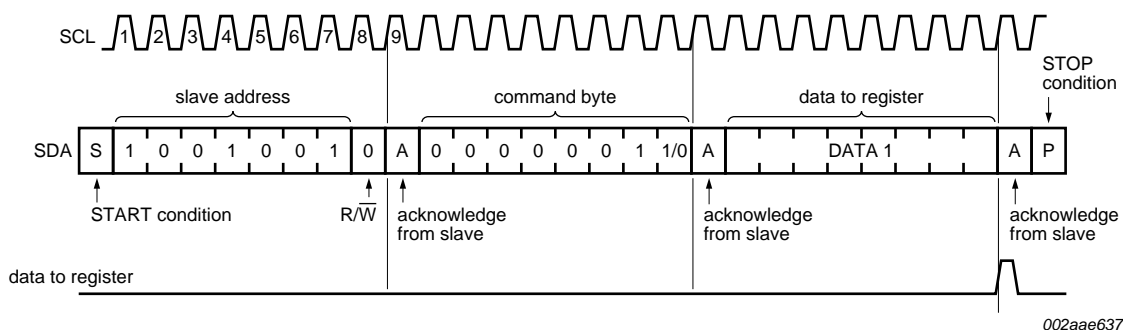 SCL 1 2 3 4 5 6 7 8 9
STOP
condition
slave address command byte data to register
SDA S 1 0 0 1 0 0 1 0 A 0 0 0 0 0 0 1 1/0 A DATA 1 A P
START condition R/W̅ acknowledge
from slave acknowledge
from slave acknowledge
from slave
data to register
002aae637